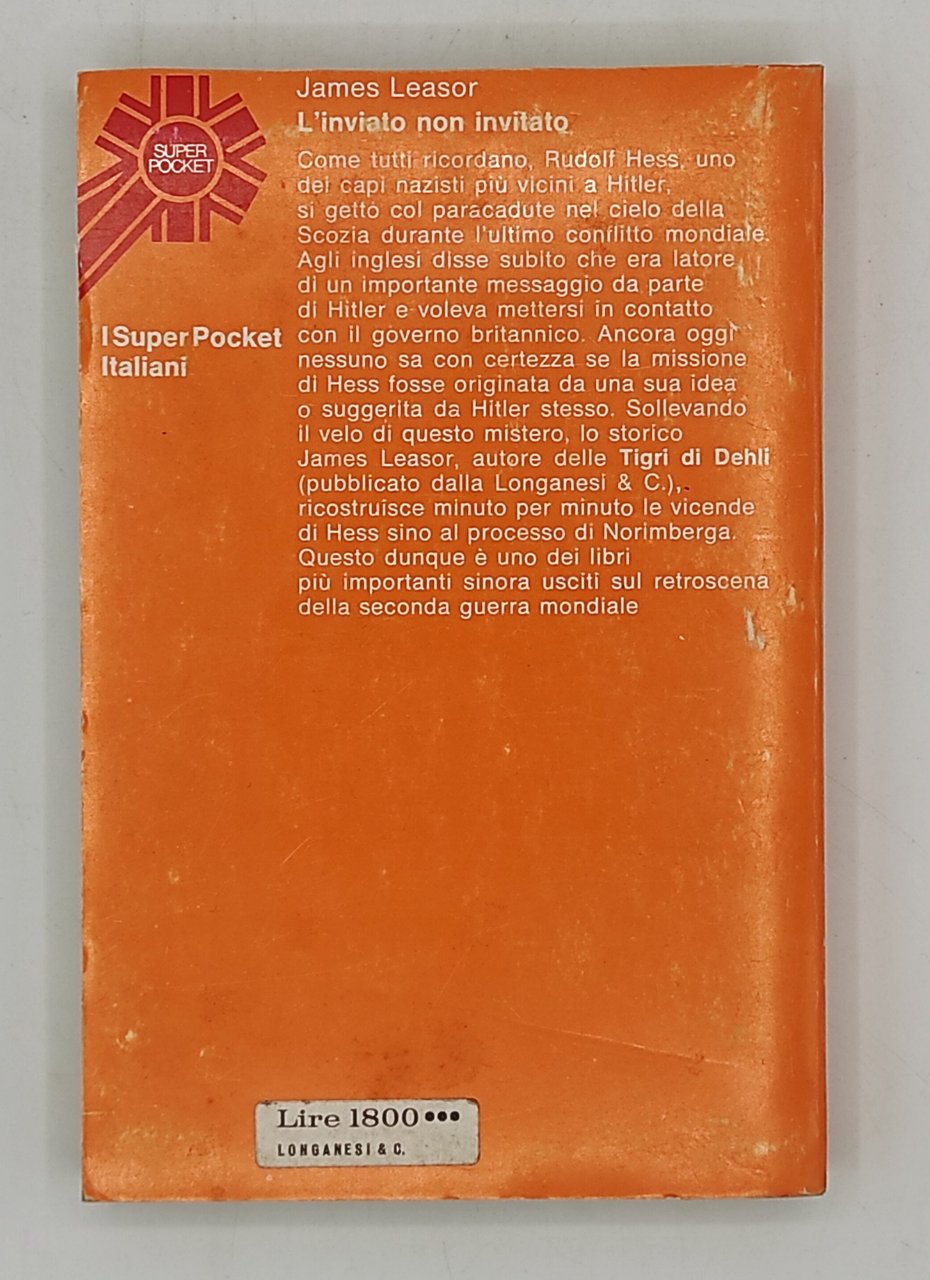 SUPER
POCKET
James Leasor
L'inviato non invitato
Come tutti ricordano, Rudolf Hess, uno
dei capi nazisti più vicini a Hitler,
si gettò col paracadute nel cielo della
Scozia durante l'ultimo conflitto mondiale.
Agli inglesi disse subito che era latore
di un importante messaggio da parte
di Hitler e voleva mettersi in contatto
con il governo britannico. Ancora oggi
nessuno sa con certezza se la missione
di Hess fosse originata da una sua idea
o suggerita da Hitler stesso. Sollevando
il velo di questo mistero, lo storico
James Leasor, autore delle Tigri di Dehli
(pubblicato dalla Longanesi & C.),
ricostruisce minuto per minuto le vicende
di Hess sino al processo di Norimberga.
Questo dunque è uno dei libri
più importanti sinora usciti sul retroscena
della seconda guerra mondiale
I Super Pocket
Italiani
Lire 1800•••
LONGANESI & C.